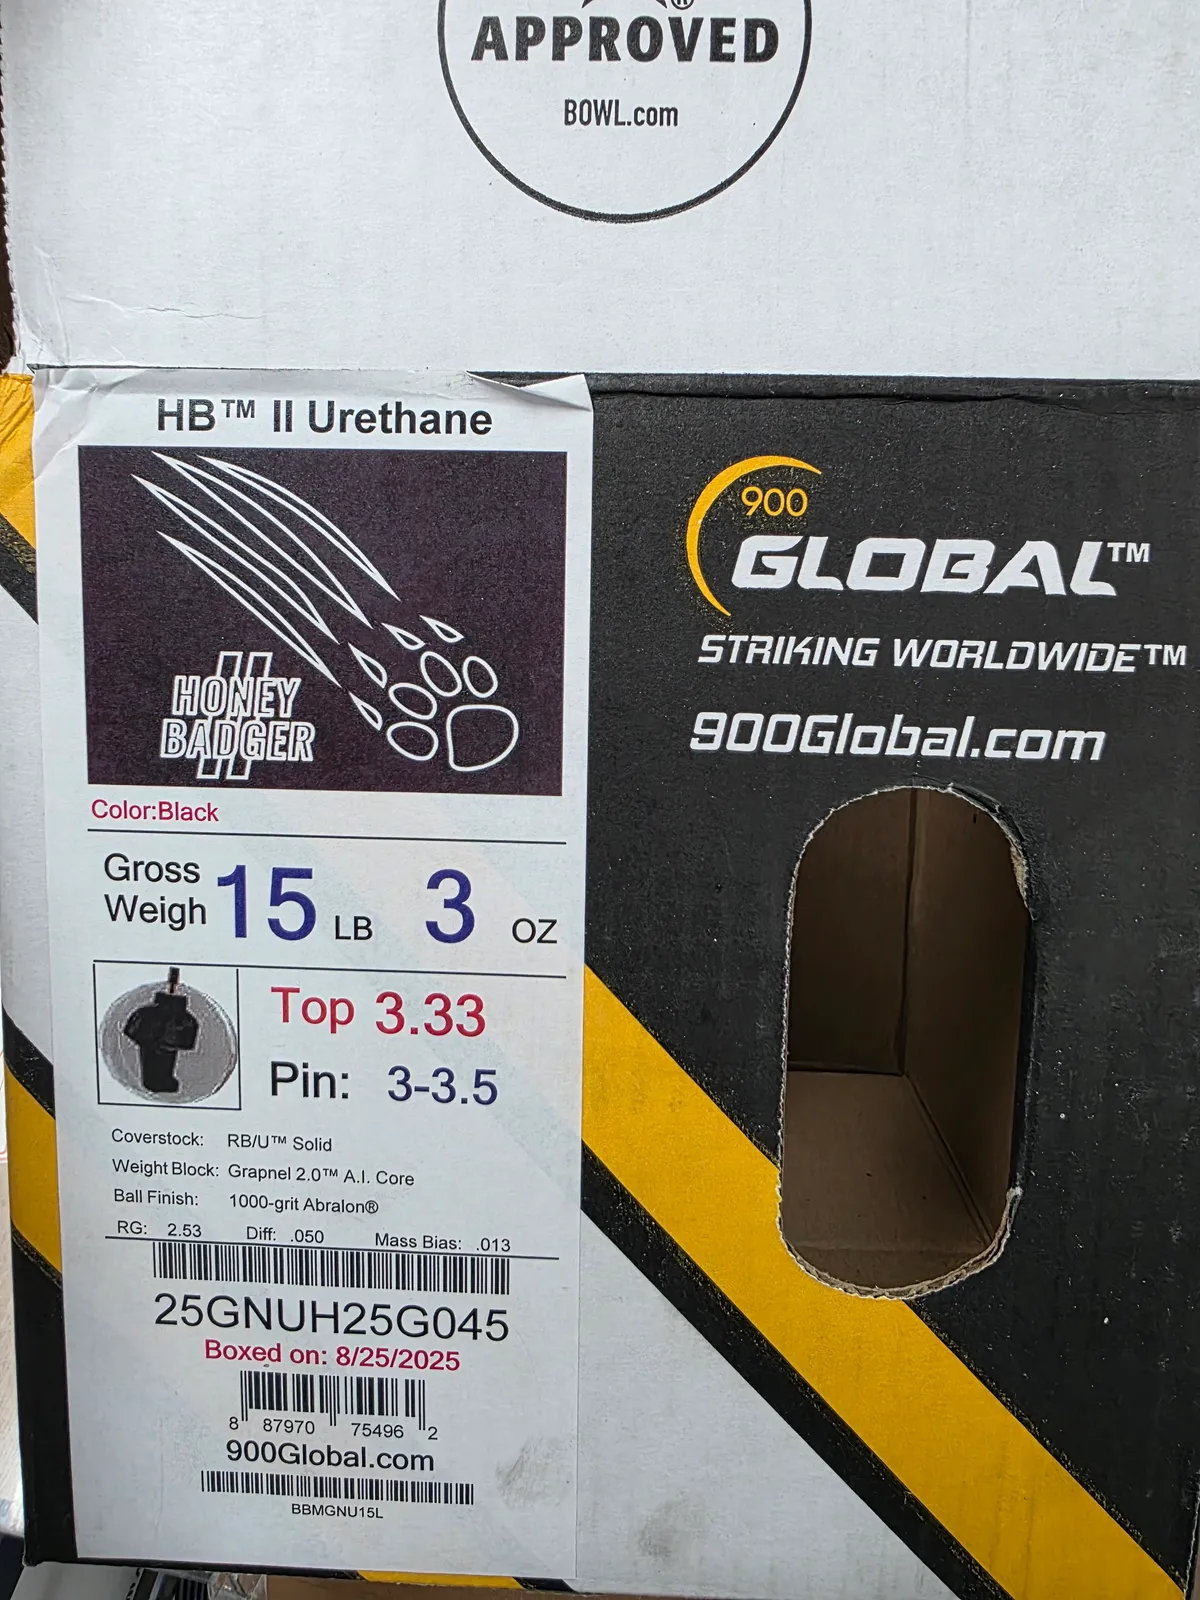 ®
APPROVED
BOWL.com
HB™ II Urethane
II
HONEY
BADGER
Color:Black
Gross
Weigh 15 LB 3 OZ
Top 3.33
Pin: 3-3.5
Coverstock: RB/U™ Solid
Weight Block: Grapnel 2.0™ A.I. Core
Ball Finish: 1000-grit Abralon®
RG: 2.53 Diff: .050 Mass Bias: .013
25GNUH25G045
Boxed on: 8/25/2025
8 87970 75496 2
900Global.com
BBMGNU15L
900
GLOBAL™
STRIKING WORLDWIDE™
900Global.com